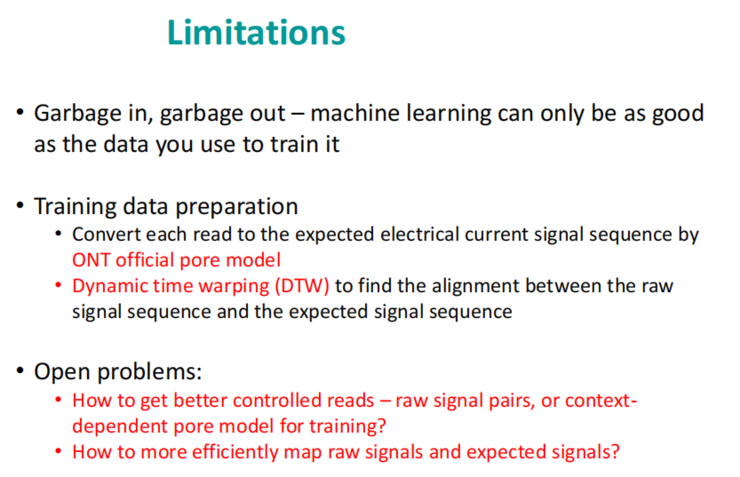 Limitations
• Garbage in, garbage out – machine learning can only be as good
as the data you use to train it
• Training data preparation
• Convert each read to the expected electrical current signal sequence by
ONT official pore model
• Dynamic time warping (DTW) to find the alignment between the raw
signal sequence and the expected signal sequence
• Open problems:
• How to get better controlled reads – raw signal pairs, or context-
dependent pore model for training?
• How to more efficiently map raw signals and expected signals?